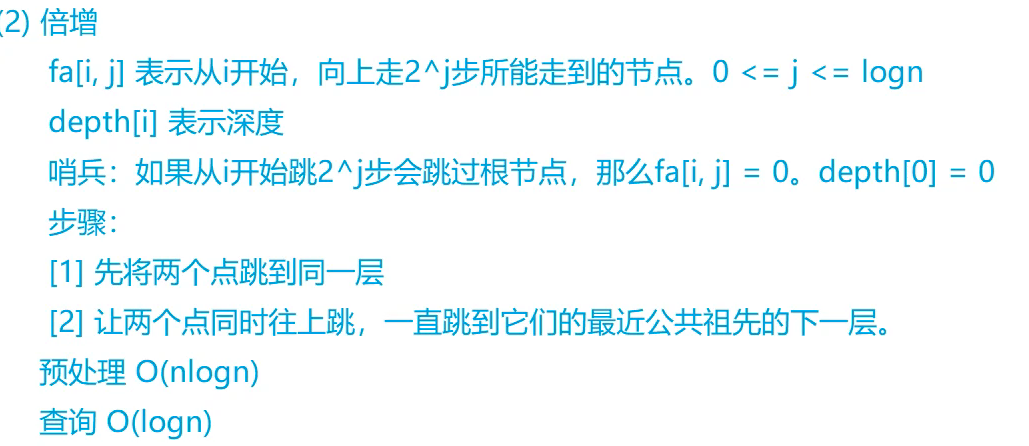 (2) 倍增
fa[i, j] 表示从i开始，向上走2^j步所能走到的节点。0 <= j <= logn
depth[i] 表示深度
哨兵：如果从i开始跳2^j步会跳过根节点，那么fa[i, j] = 0。depth[0] = 0
步骤：
[1] 先将两个点跳到同一层
[2] 让两个点同时往上跳，一直跳到它们的最近公共祖先的下一层。
预处理 O(nlogn)
查询 O(logn)